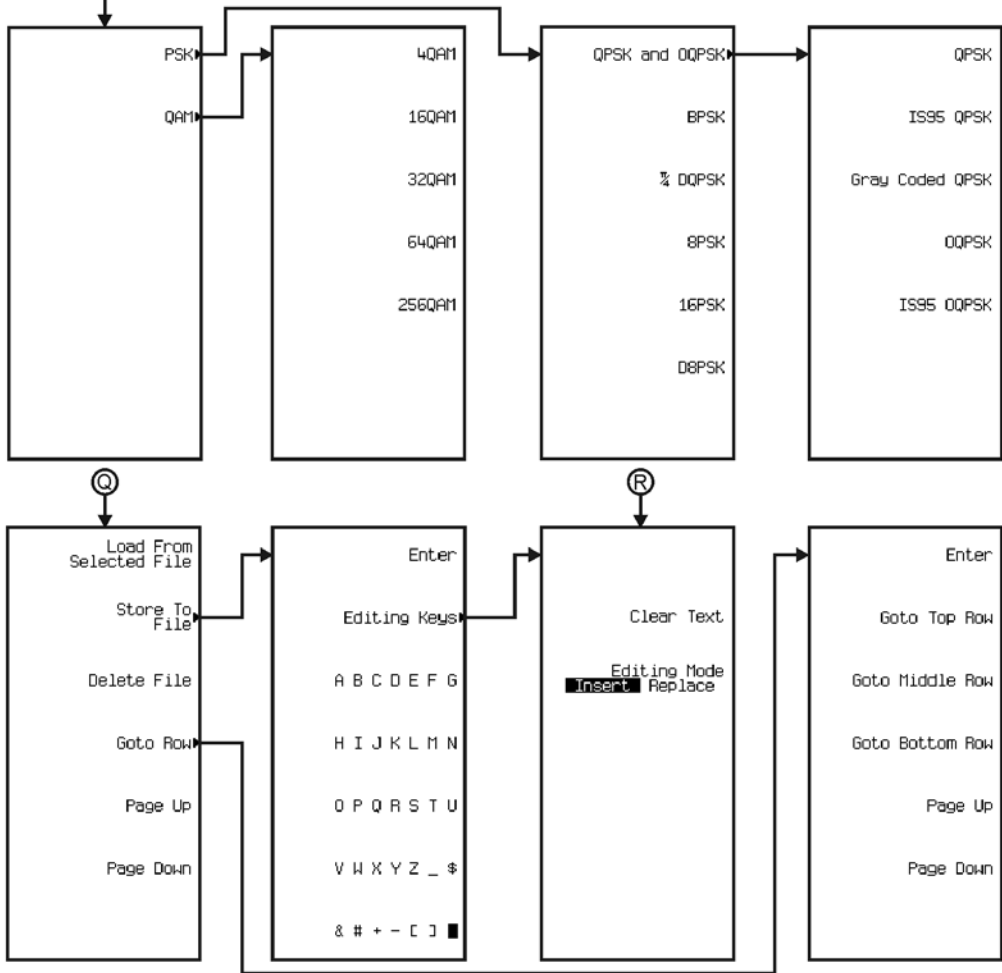 PSK
QAM
4QAM
16QAM
32QAM
64QAM
256QAM
QPSK and OQPSK
BPSK
π/4 DQPSK
8PSK
16PSK
D8PSK
QPSK
IS95 QPSK
Gray Coded QPSK
OQPSK
IS95 OQPSK
Q
Load From
Selected File
Store To
File
Delete File
Goto Row
Page Up
Page Down
Enter
Editing Keys
A B C D E F G
H I J K L M N
O P Q R S T U
V W X Y Z _ $
& # + - [ ]
R
Clear Text
Editing Mode
Insert Replace
Enter
Goto Top Row
Goto Middle Row
Goto Bottom Row
Page Up
Page Down